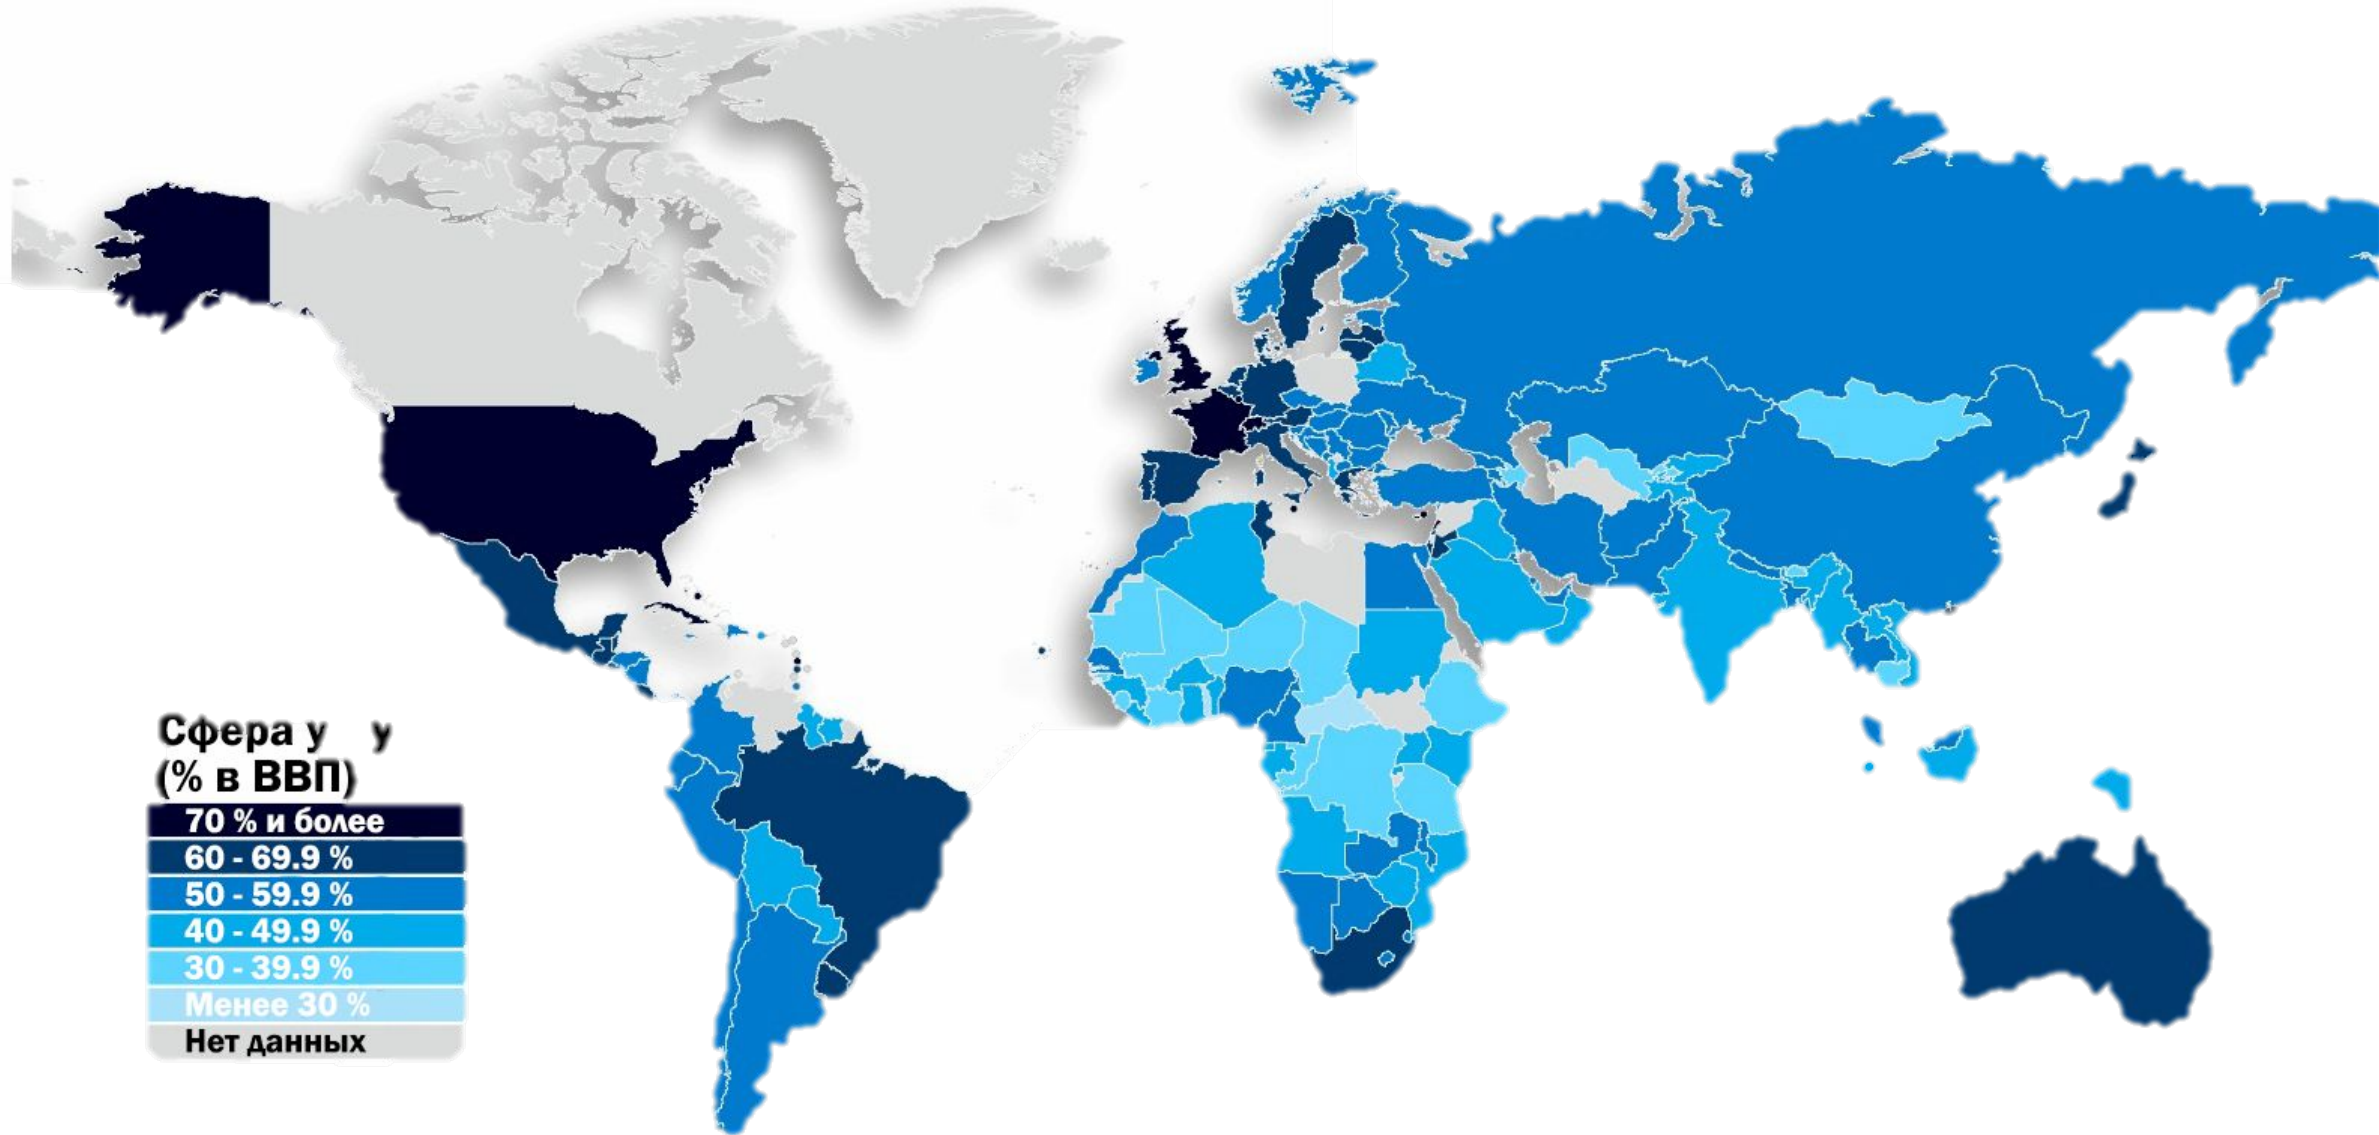 Сфера у у
(% в ВВП)
70 % и более
60 - 69.9 %
50 - 59.9 %
40 - 49.9 %
30 - 39.9 %
Менее 30 %
Нет данных